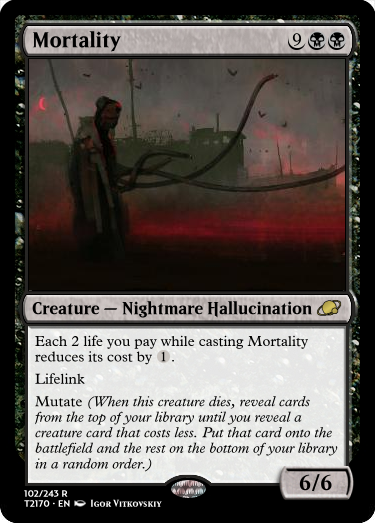 Mortality 9
Creature — Nightmare Hallucination
Each 2 life you pay while casting Mortality
reduces its cost by 1.
Lifelink
Mutate (When this creature dies, reveal cards
from the top of your library until you reveal a
creature card that costs less. Put that card onto the
battlefield and the rest on the bottom of your library
in a random order.)
6/6
102/243 R
T2170 · EN Igor Vitkovskiy